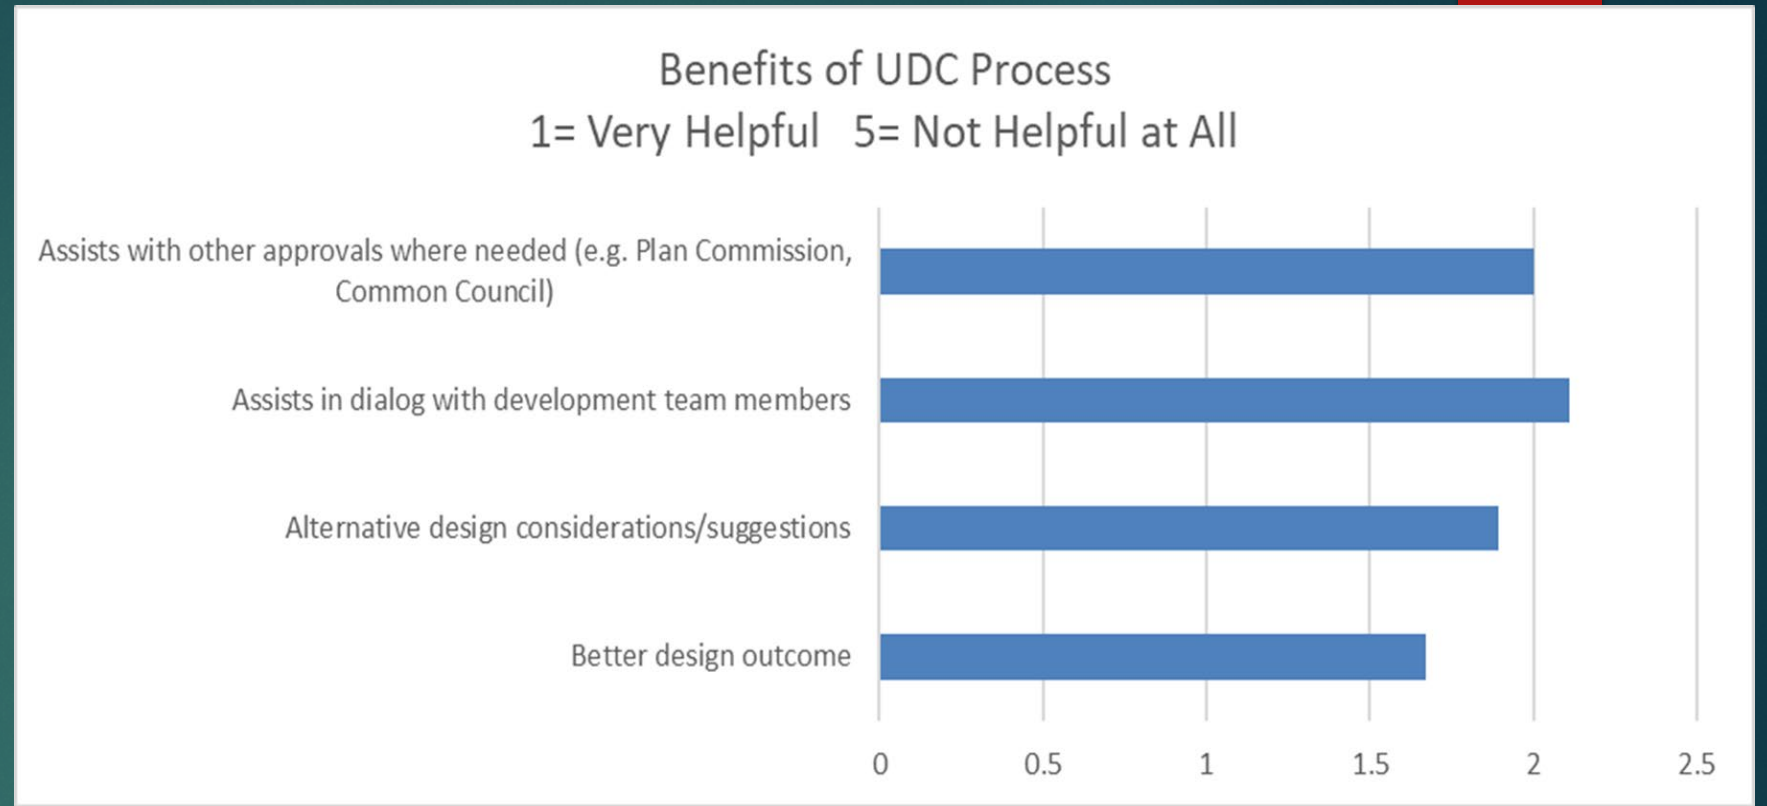 Benefits of UDC Process
1= Very Helpful 5= Not Helpful at All
Assists with other approvals where needed (e.g. Plan Commission,
Common Council)
Assists in dialog with development team members
Alternative design considerations/suggestions
Better design outcome
0 0.5 1 1.5 2 2.5